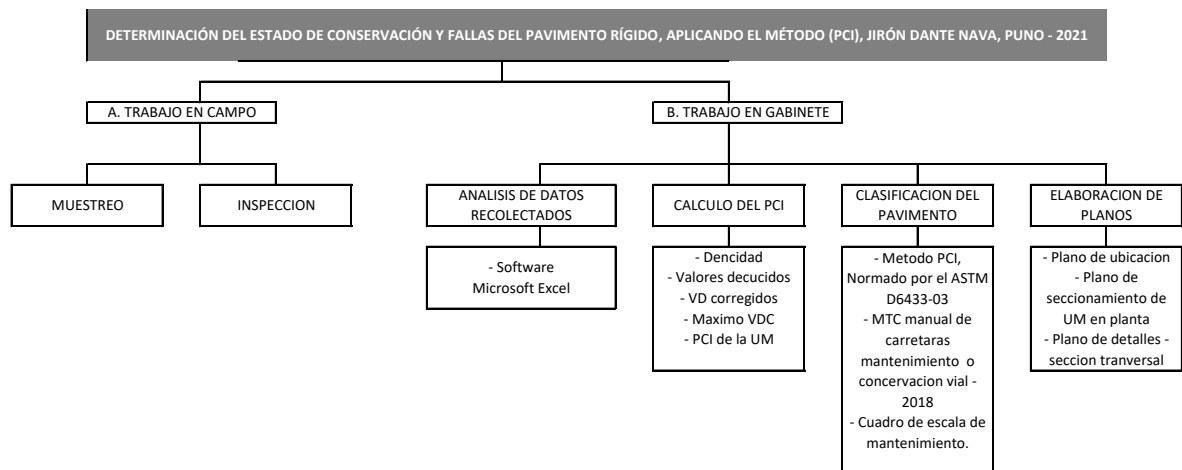 DETERMINACIÓN DEL ESTADO DE CONSERVACIÓN Y FALLAS DEL PAVIMENTO RÍGIDO, APLICANDO EL MÉTODO (PCI), JIRÓN DANTE NAVA, PUNO - 2021
A. TRABAJO EN CAMPO
B. TRABAJO EN GABINETE
MUESTREO
INSPECCION
ANALISIS DE DATOS
RECOLECTADOS
CALCULO DEL PCI
CLASIFICACION DEL
PAVIMENTO
ELABORACION DE
PLANOS
- Software
Microsoft Excel
- Dencidad
- Valores decucidos
- VD corregidos
- Maximo VDC
- PCI de la UM
- Metodo PCI,
Normado por el ASTM
D6433-03
- MTC manual de
carretaras
mantenimiento o
concervacion vial -
2018
- Cuadro de escala de
mantenimiento.
- Plano de ubicacion
- Plano de
seccionamiento de
UM en planta
- Plano de detalles -
seccion tranversal